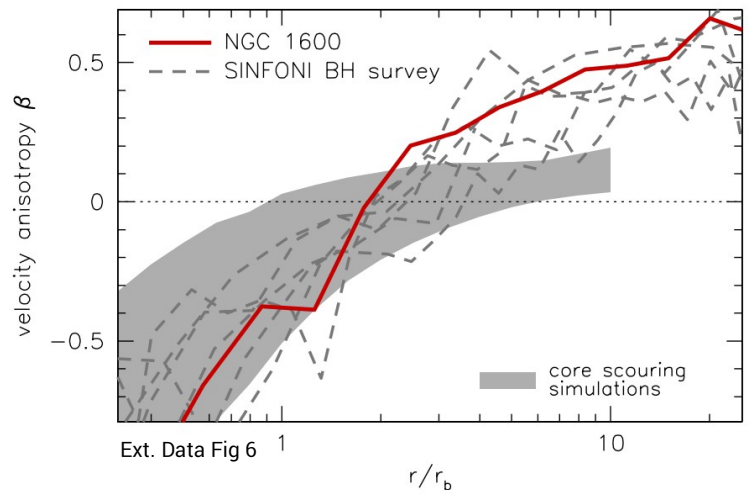 NGC 1600
SINFONI BH survey
0.5
0
−0.5
velocity anisotropy β
core scouring
simulations
Ext. Data Fig 6
1
10
r/r_b